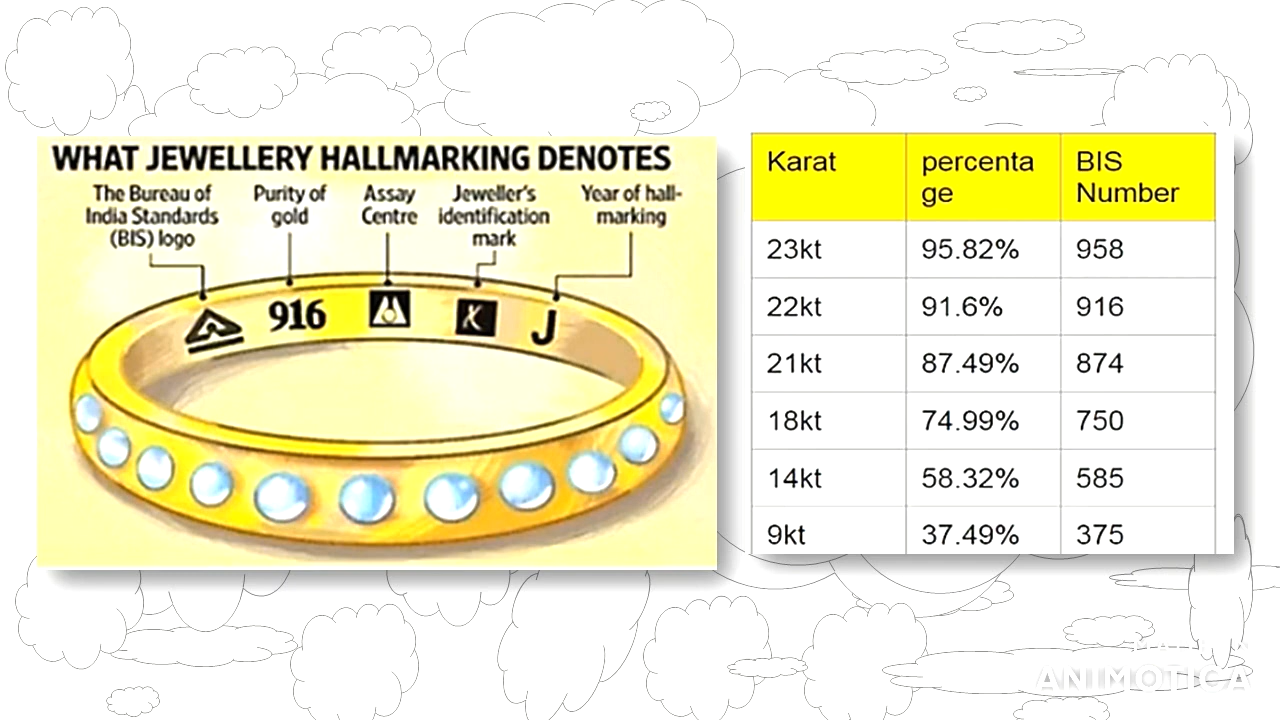 WHAT JEWELLERY HALLMARKING DENOTES
The Bureau of
India Standards
(BIS) logo
Purity of
gold
Assay
Centre
Jeweller's
identification
mark
Year of hall-
marking
916
K
J
Karat
percenta
ge
BIS
Number
23kt 95.82% 958
22kt 91.6% 916
21kt 87.49% 874
18kt 74.99% 750
14kt 58.32% 585
9kt 37.49% 375
ANIMOTICA